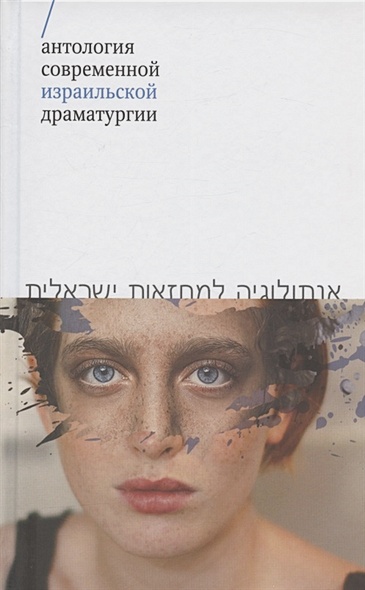 антология
современной
израильской
драматургии
אנתולוגיה למחזאות ישראלית